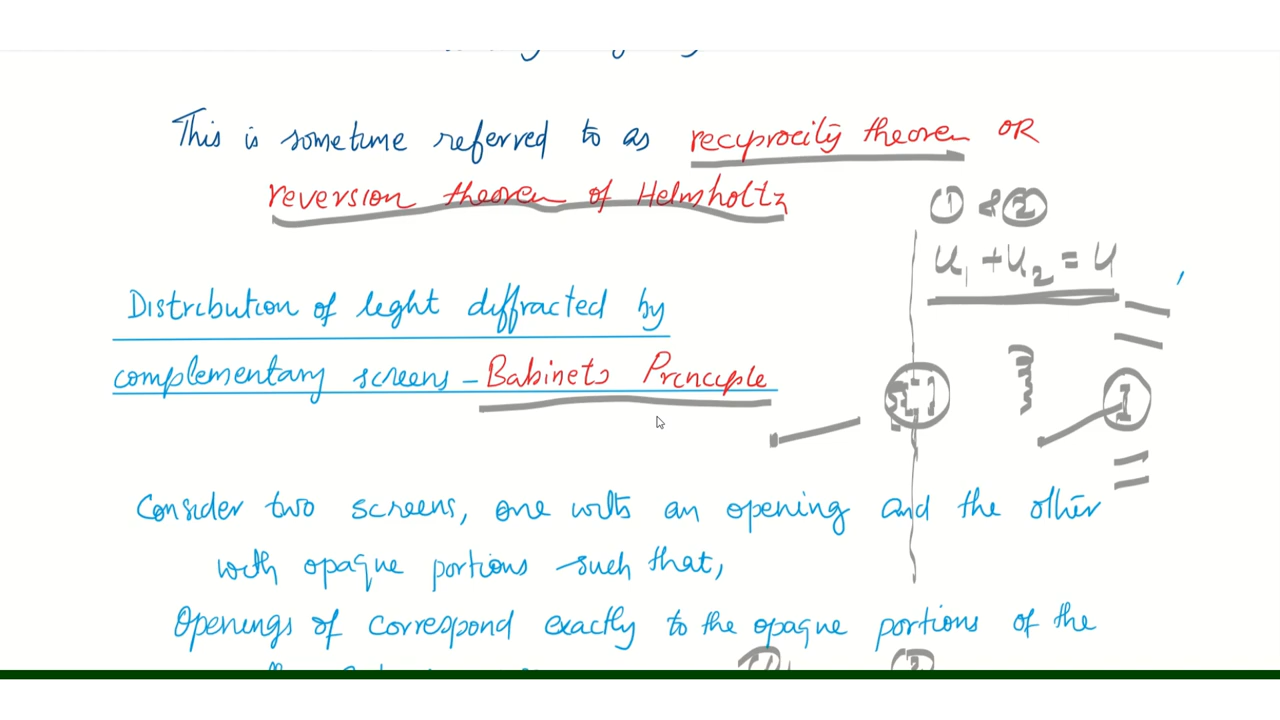 This is sometime referred to as reciprocity theorem OR
reversion theorem of Helmholtz
① & ②
U₁ + U₂ = U
Distribution of light diffracted by
complementary screens - Babinets Principle
Consider two screens, one with an opening and the other
with opaque portions such that,
Openings of correspond exactly to the opaque portions of the